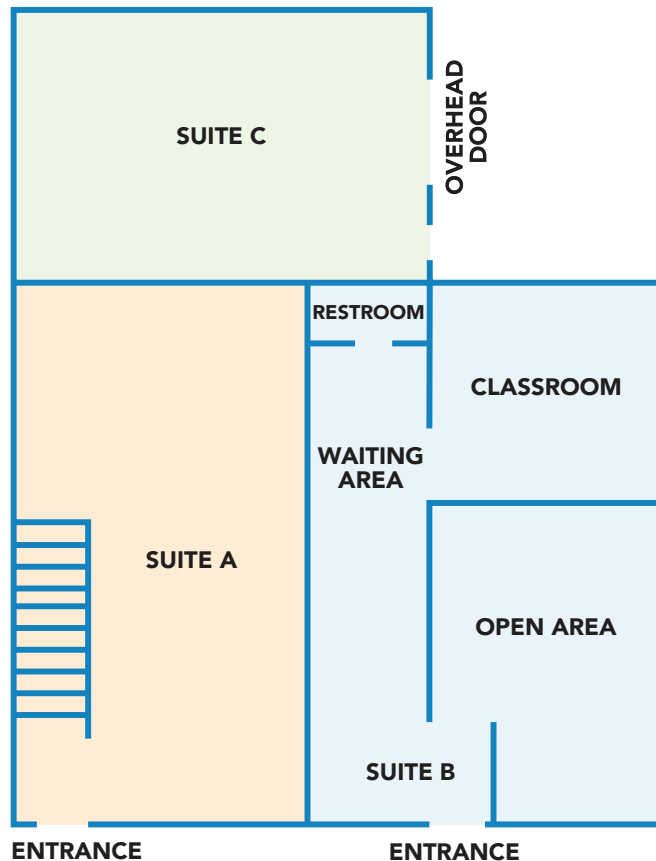 SUITE C
OVERHEAD
DOOR
RESTROOM
CLASSROOM
WAITING
AREA
SUITE A
OPEN AREA
SUITE B
ENTRANCE
ENTRANCE